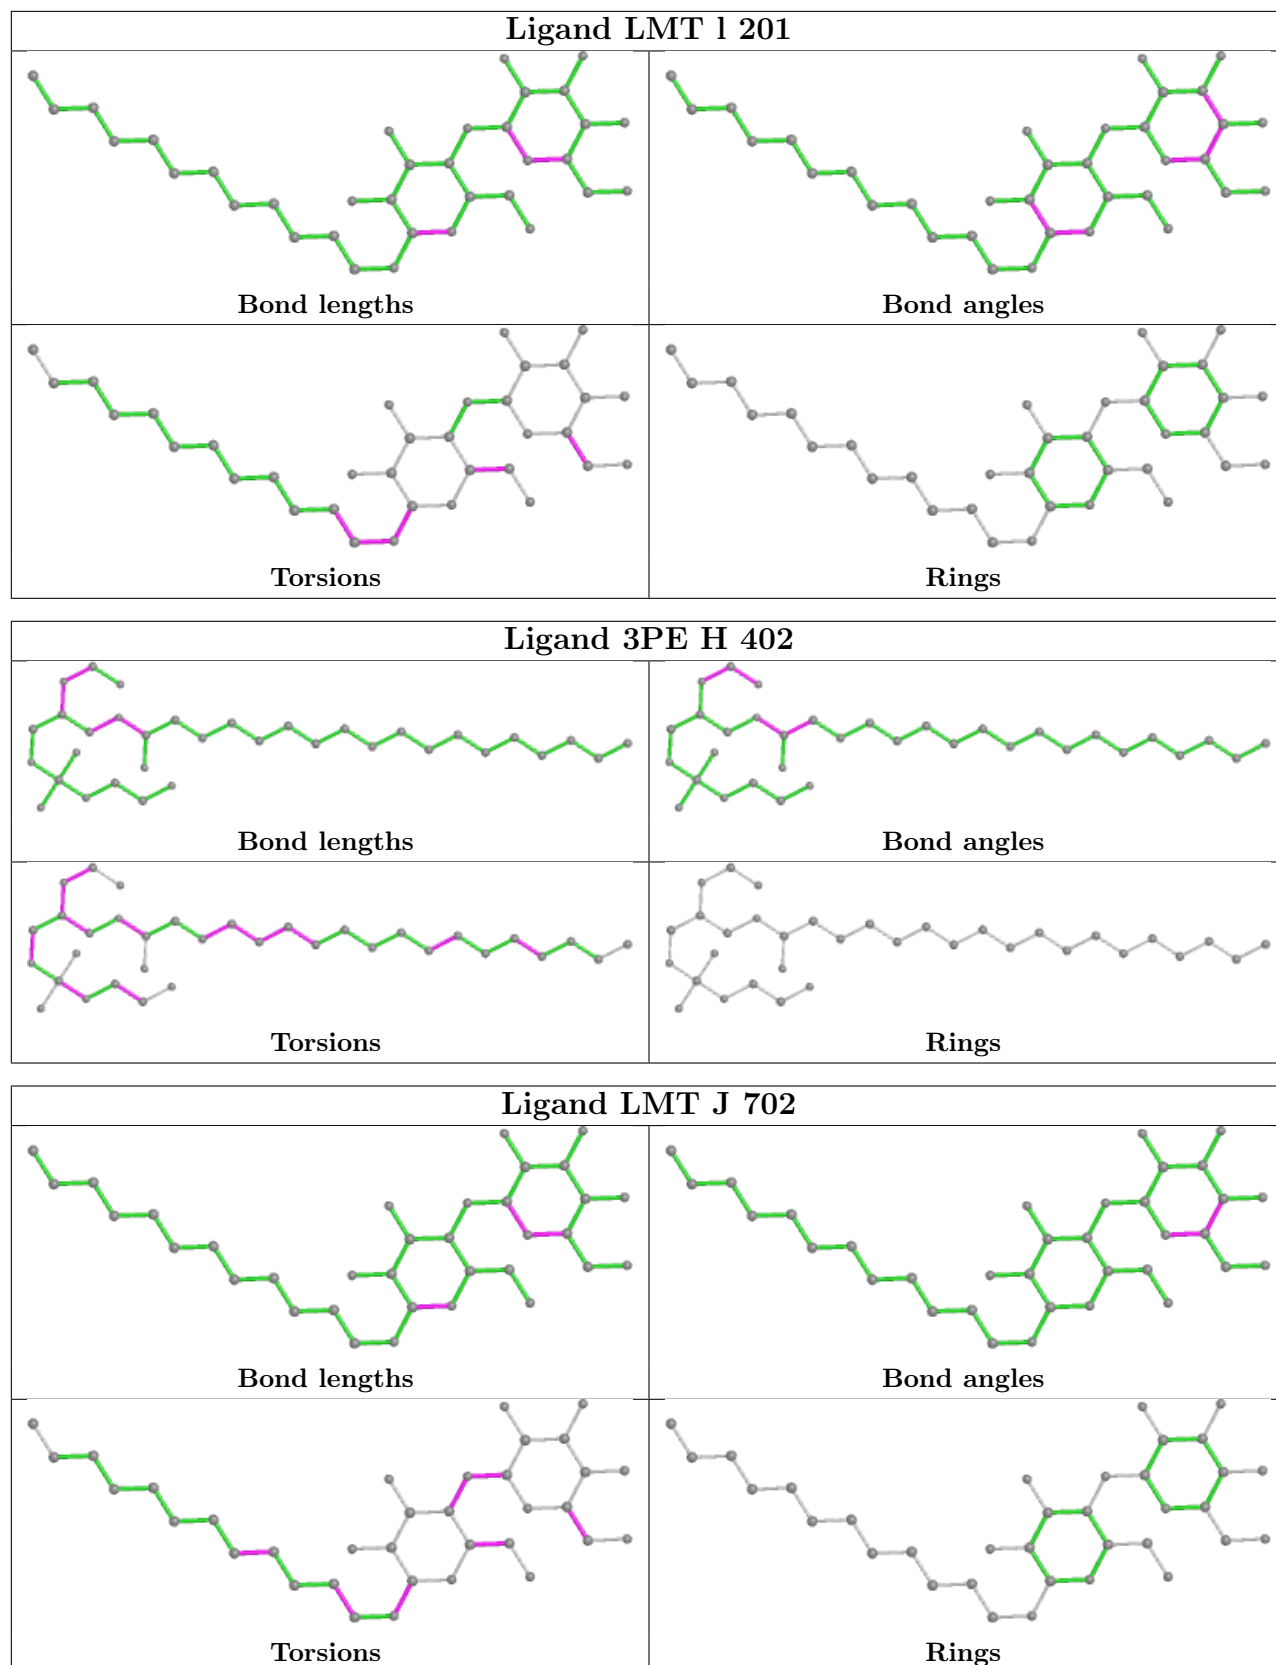 Ligand LMT l 201
Bond lengths
Bond angles
Torsions
Rings
Ligand 3PE H 402
Bond lengths
Bond angles
Torsions
Rings
Ligand LMT J 702
Bond lengths
Bond angles
Torsions
Rings